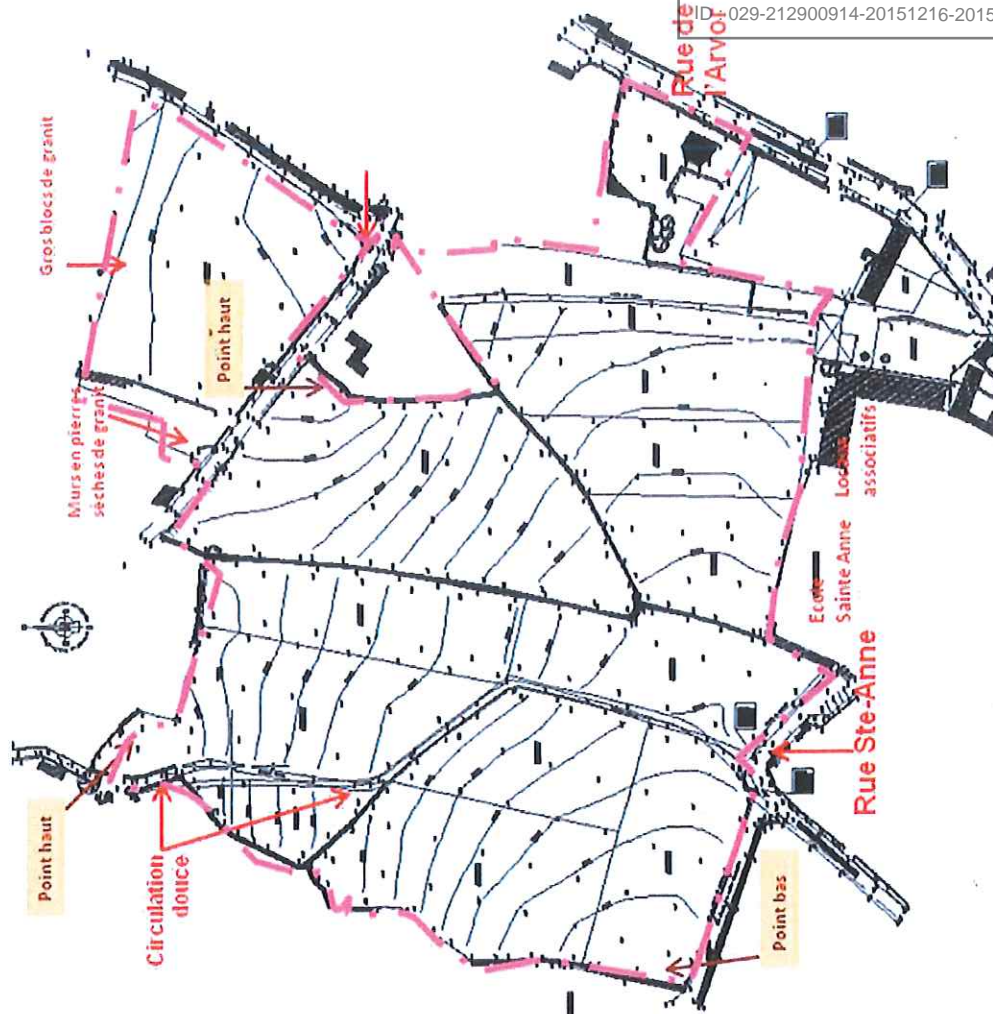 ID : 029-212900914-20151216-2015
Rue de
l'Arvor
Gros blocs de granit
Point haut
Murs en pierres
sèches de granit
Point haut
Circulation
douce
Ecole
Sainte Anne
associatifs
Rue Ste-Anne
Point bas